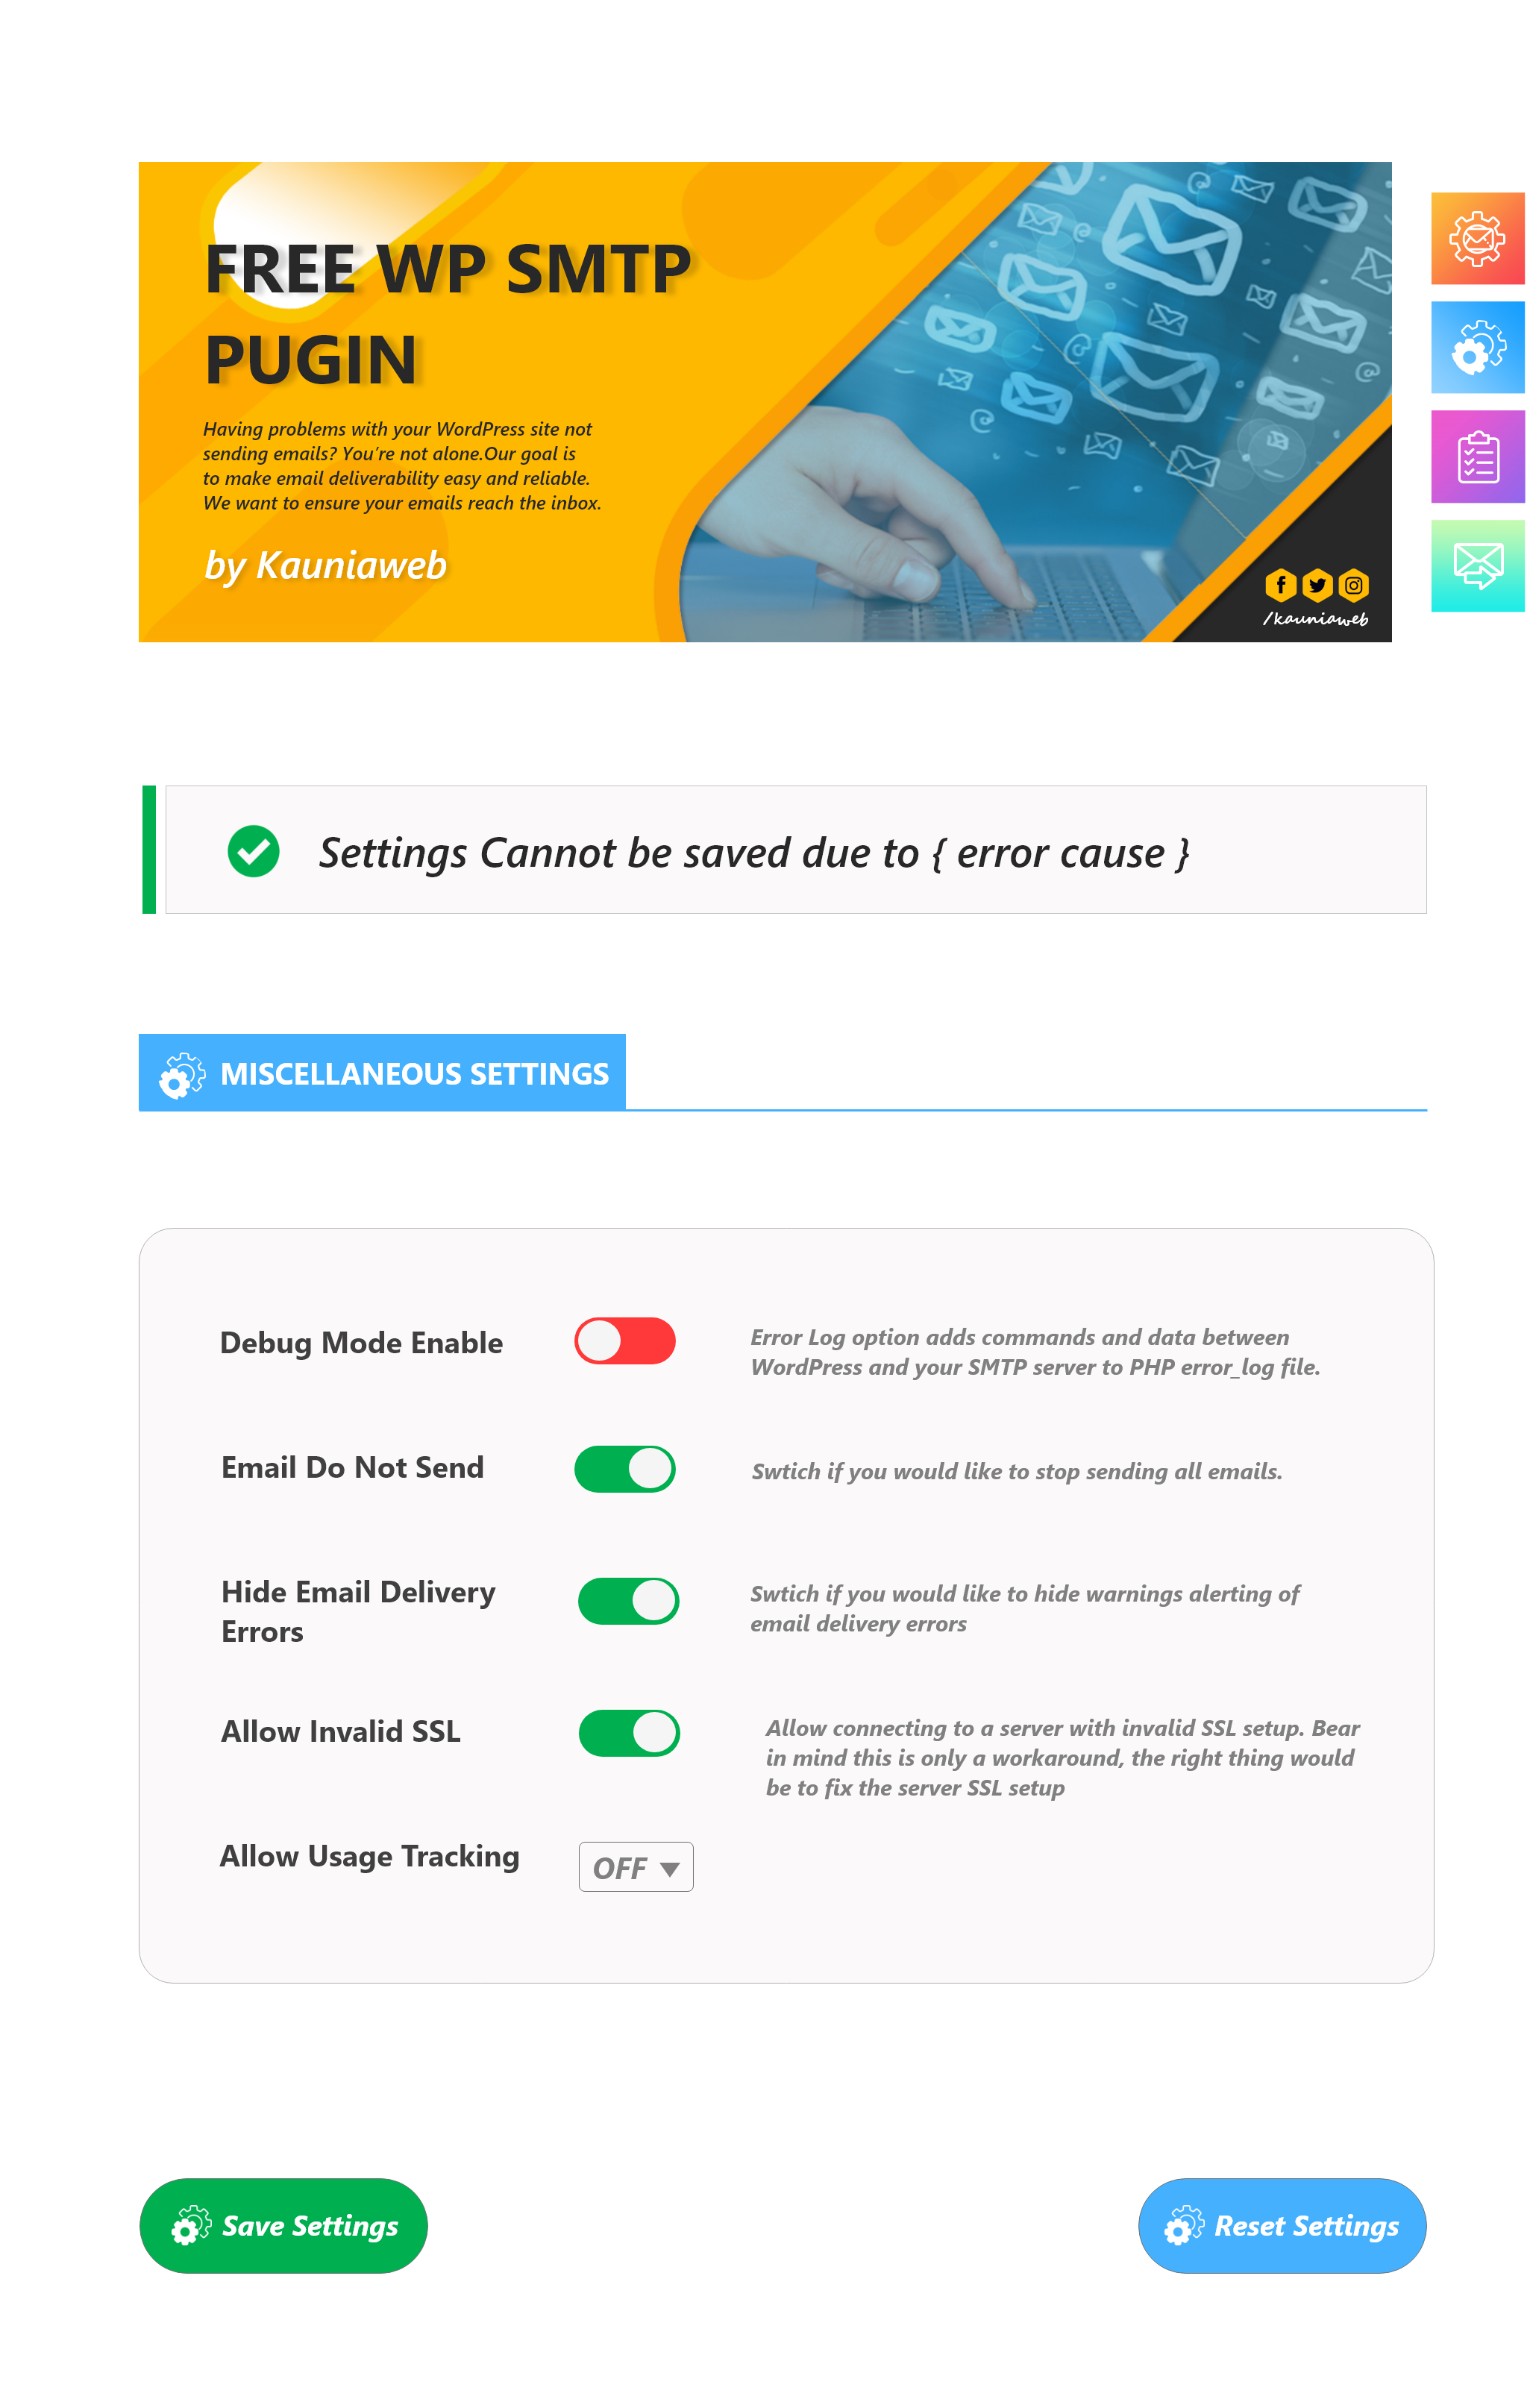 FREE WP SMTP
PUGIN
Having problems with your WordPress site not
sending emails? You’re not alone.Our goal is
to make email deliverability easy and reliable.
We want to ensure your emails reach the inbox.
by Kauniaweb
/kauniaweb
Settings Cannot be saved due to { error cause }
MISCELLANEOUS SETTINGS
Debug Mode Enable
Error Log option adds commands and data between
WordPress and your SMTP server to PHP error_log file.
Email Do Not Send
Swtich if you would like to stop sending all emails.
Hide Email Delivery
Errors
Swtich if you would like to hide warnings alerting of
email delivery errors
Allow Invalid SSL
Allow connecting to a server with invalid SSL setup. Bear
in mind this is only a workaround, the right thing would
be to fix the server SSL setup
Allow Usage Tracking
OFF
Save Settings
Reset Settings